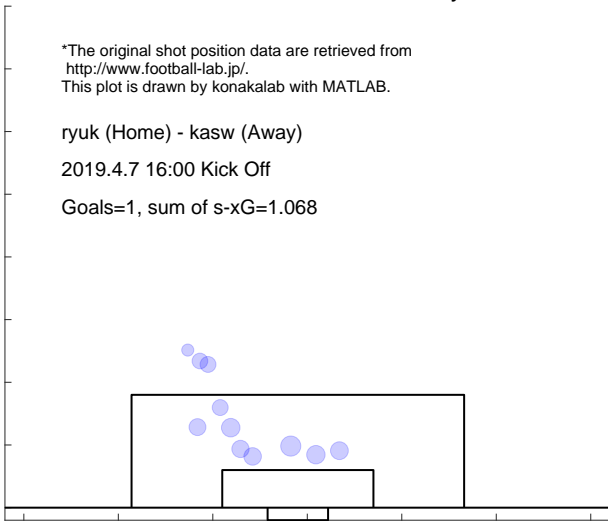 *The original shot position data are retrieved from
http://www.football-lab.jp/.
This plot is drawn by konakalab with MATLAB.
ryuk (Home) - kasw (Away)
2019.4.7 16:00 Kick Off
Goals=1, sum of s-xG=1.068